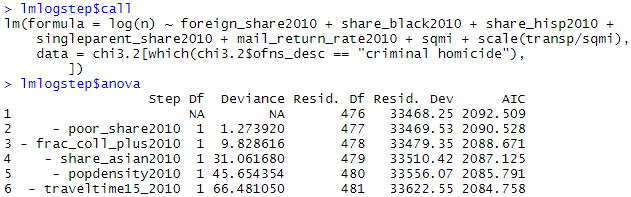 > lmlogstep$call
lm(formula = log(n) ~ foreign_share2010 + share_black2010 + share_hisp2010 +
    singleparent_share2010 + mail_return_rate2010 + sqmi + scale(transp/sqmi),
    data = chi3.2[which(chi3.2$ofns_desc == "criminal homicide"),
        ])
> lmlogstep$anova
                Step Df  Deviance Resid. Df Resid. Dev      AIC
1                    NA        NA       476   33468.25 2092.509
2   - poor_share2010  1  1.273920       477   33469.53 2090.528
3 - frac_coll_plus2010  1  9.828616       478   33479.35 2088.671
4  - share_asian2010  1 31.061680       479   33510.42 2087.125
5   - popdensity2010  1 45.654354       480   33556.07 2085.791
6 - traveltime15_2010  1 66.481050       481   33622.55 2084.758